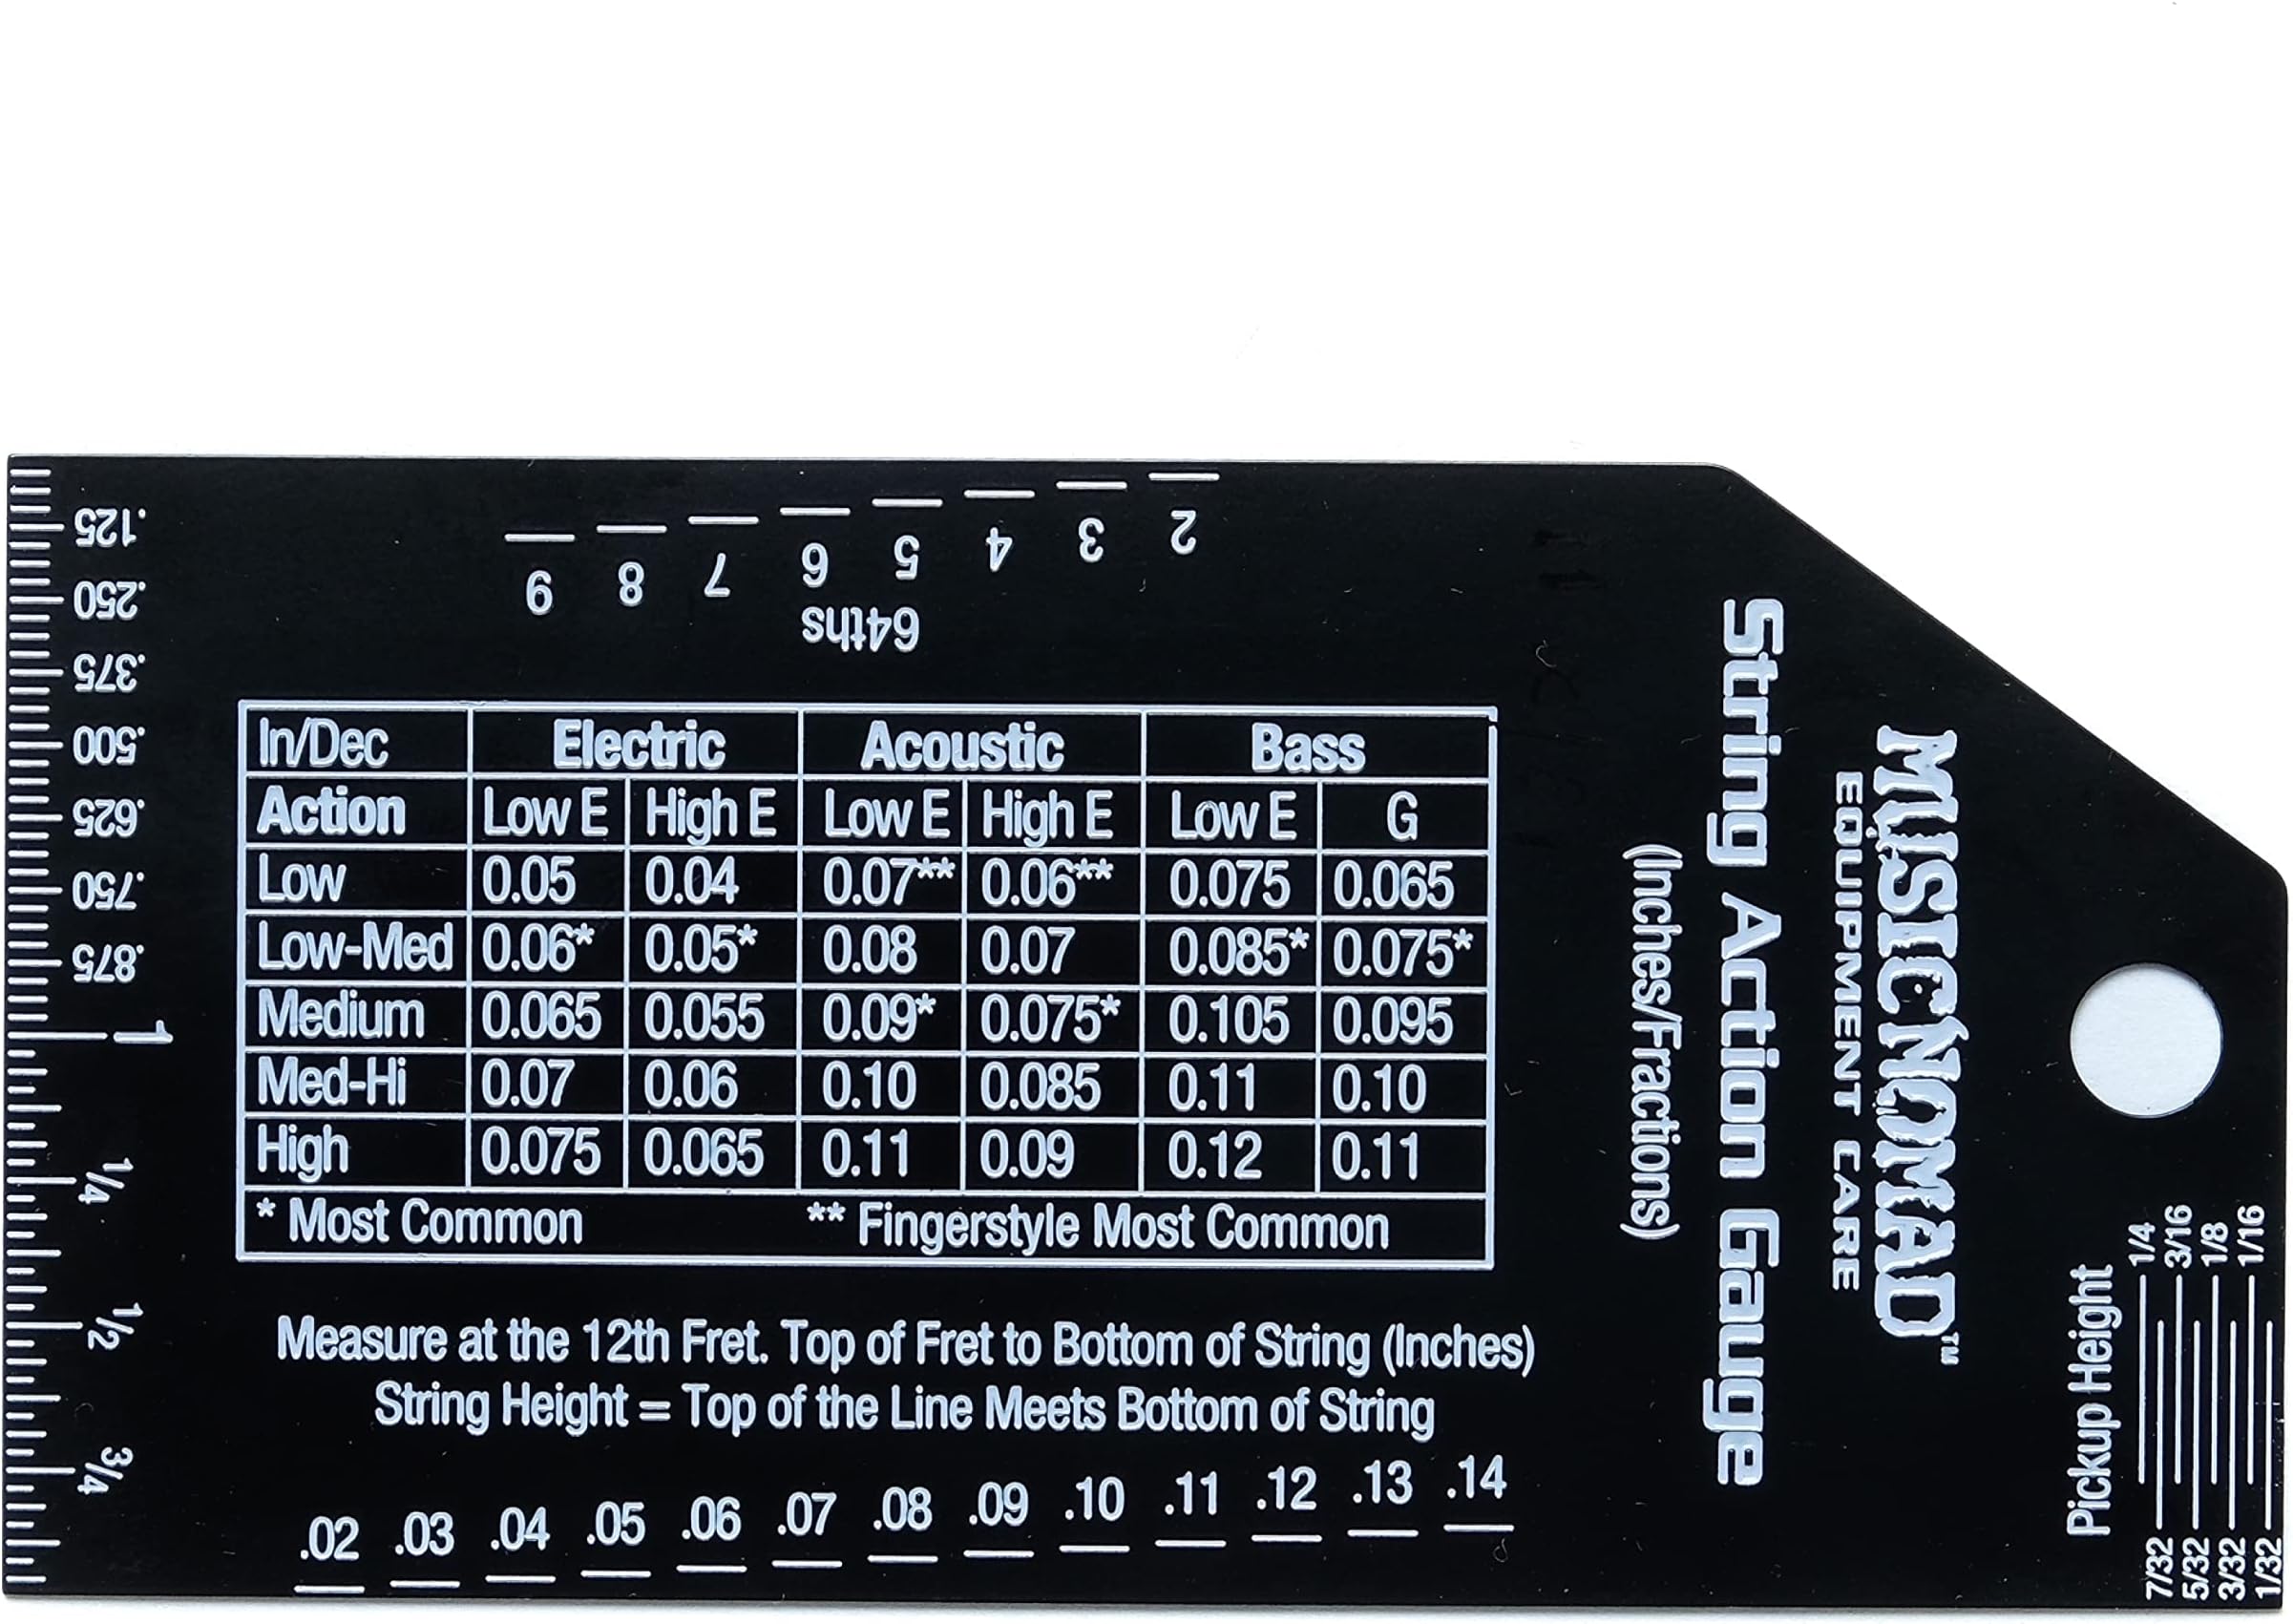 .125
.250
.375
.500
.625
.750
.875
1
1/4
1/2
3/4
2
3
4
5
6
7
8
9
64ths
In/Dec Electric Acoustic Bass
Action Low E High E Low E High E Low E G
Low 0.05 0.04 0.07** 0.06** 0.075 0.065
Low-Med 0.06* 0.05* 0.08 0.07 0.085* 0.075*
Medium 0.065 0.055 0.09* 0.075* 0.105 0.095
Med-Hi 0.07 0.06 0.10 0.085 0.11 0.10
High 0.075 0.065 0.11 0.09 0.12 0.11
* Most Common ** Fingerstyle Most Common
Measure at the 12th Fret. Top of Fret to Bottom of String (Inches)
String Height = Top of the Line Meets Bottom of String
.02 .03 .04 .05 .06 .07 .08 .09 .10 .11 .12 .13 .14
MUSICNOMAD™
EQUIPMENT CARE
String Action Gauge
(Inches/Fractions)
Pickup Height
1/4
3/16
1/8
1/16
7/32
5/32
3/32
1/32